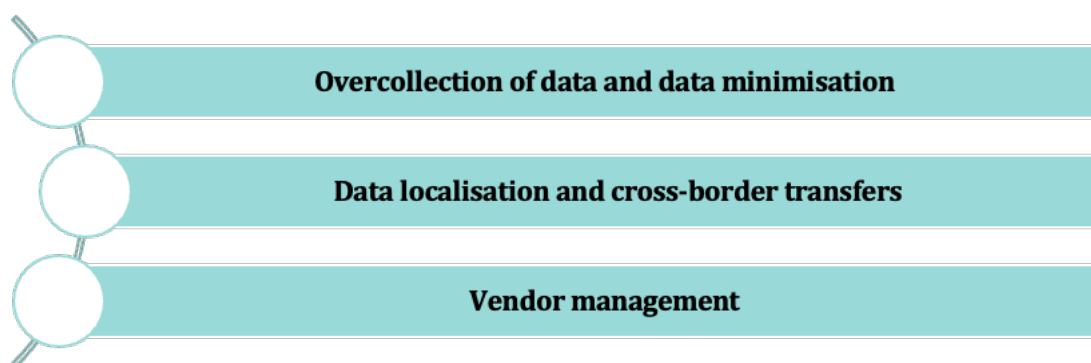 Overcollection of data and data minimisation
Data localisation and cross-border transfers
Vendor management